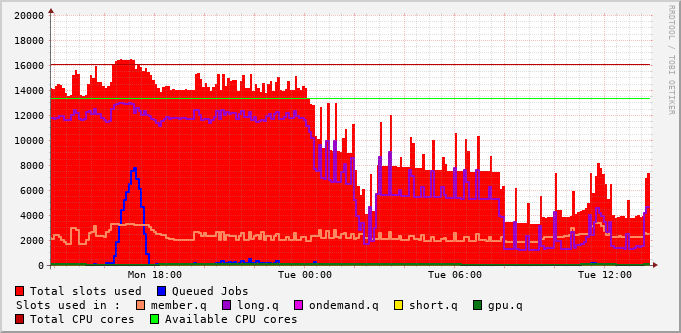 20000
18000
16000
14000
12000
10000
8000
6000
4000
2000
0
Mon 18:00 Tue 00:00 Tue 06:00 Tue 12:00
RRDTOOL / TOBI OETIKER
Total slots used Queued Jobs
Slots used in : member.q long.q ondemand.q short.q gpu.q
Total CPU cores Available CPU cores